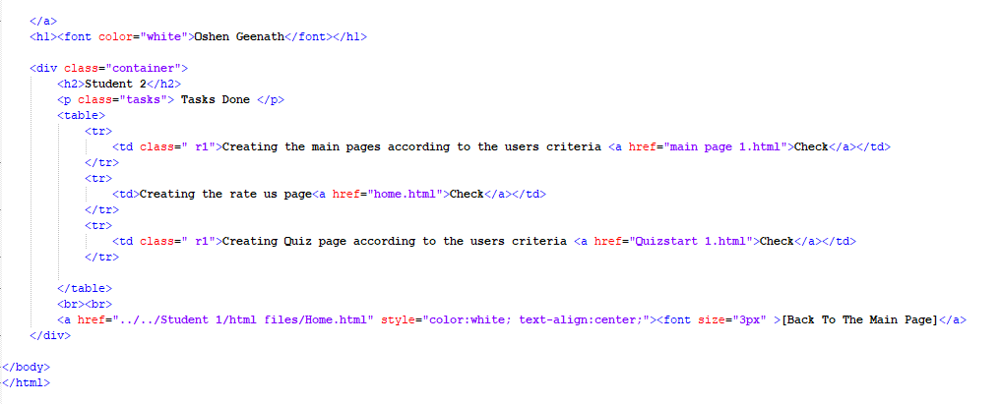 </a>
<h1><font color="white">Oshen Geenath</font></h1>
<div class="container">
<h2>Student 2</h2>
<p class="tasks"> Tasks Done </p>
<table>
<tr>
<td class=" r1">Creating the main pages according to the users criteria <a href="main page 1.html">Check</a></td>
</tr>
<tr>
<td>Creating the rate us page<a href="home.html">Check</a></td>
</tr>
<tr>
<td class=" r1">Creating Quiz page according to the users criteria <a href="Quizstart 1.html">Check</a></td>
</tr>
</table>
<br><br>
<a href="../../Student 1/html files/Home.html" style="color:white; text-align:center;"><font size="3px" >[Back To The Main Page]</a>
</div>
</body>
</html>